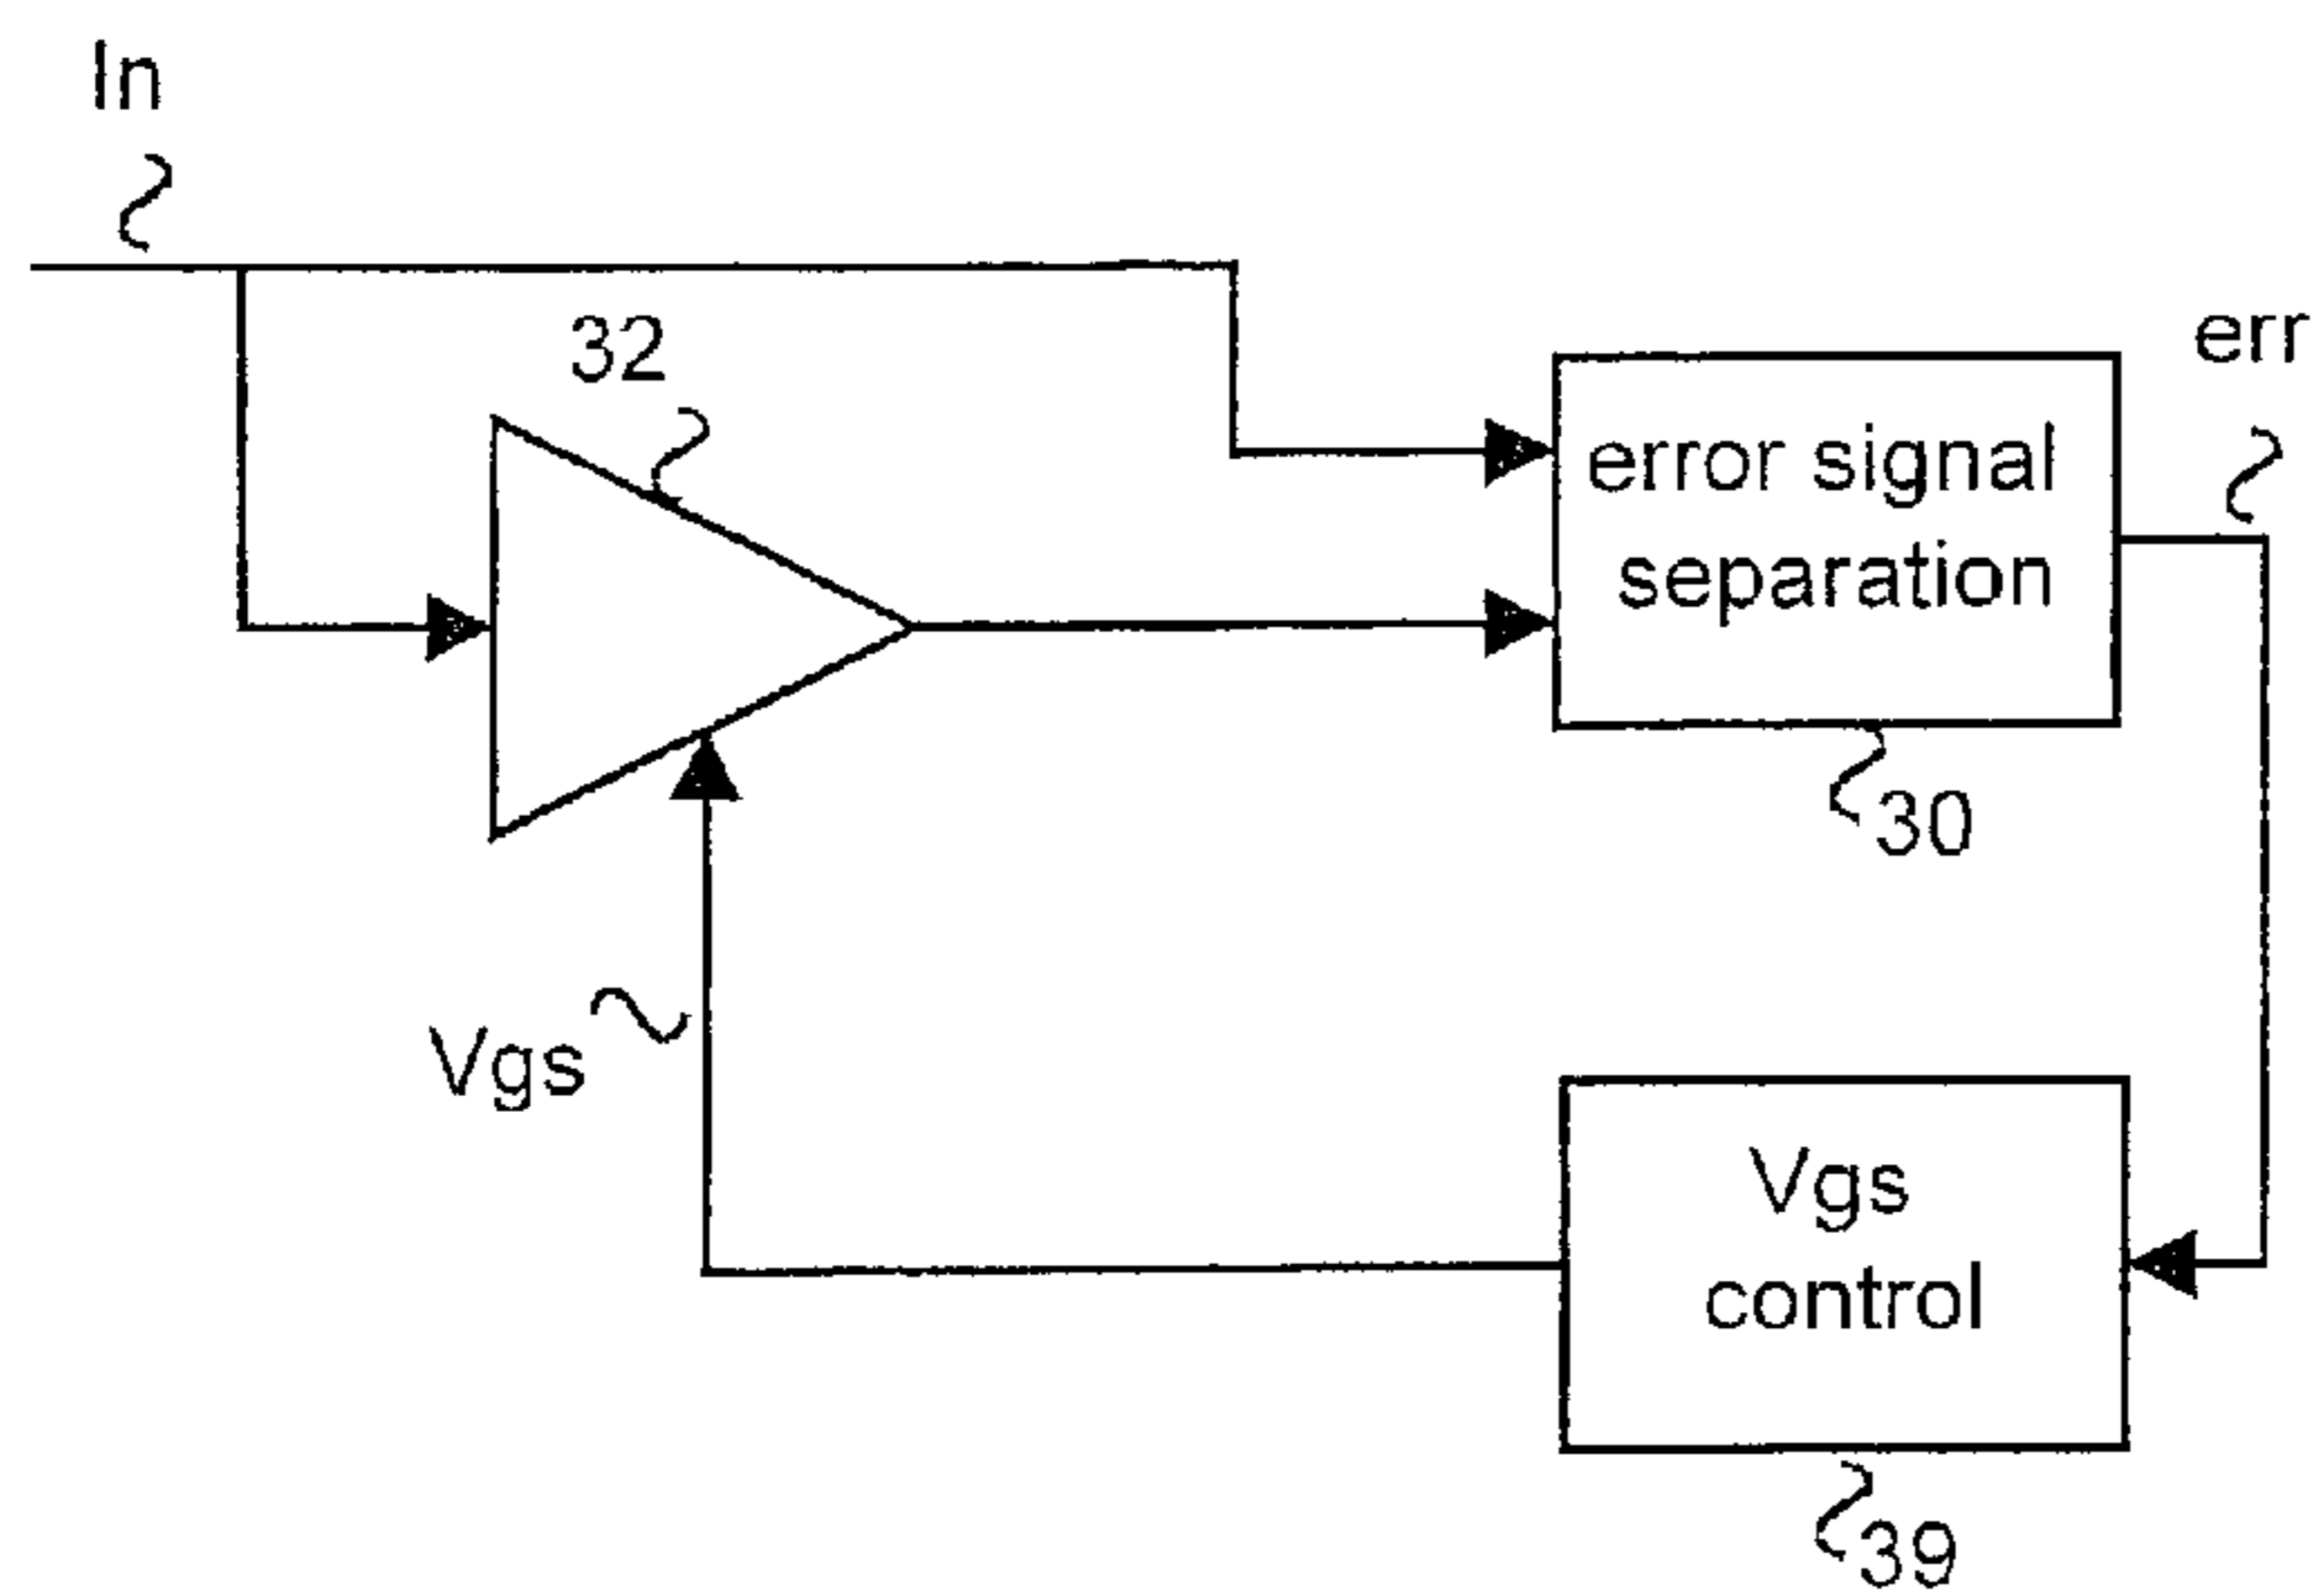 In
32
err
error signal
separation
30
Vgs
Vgs
control
39